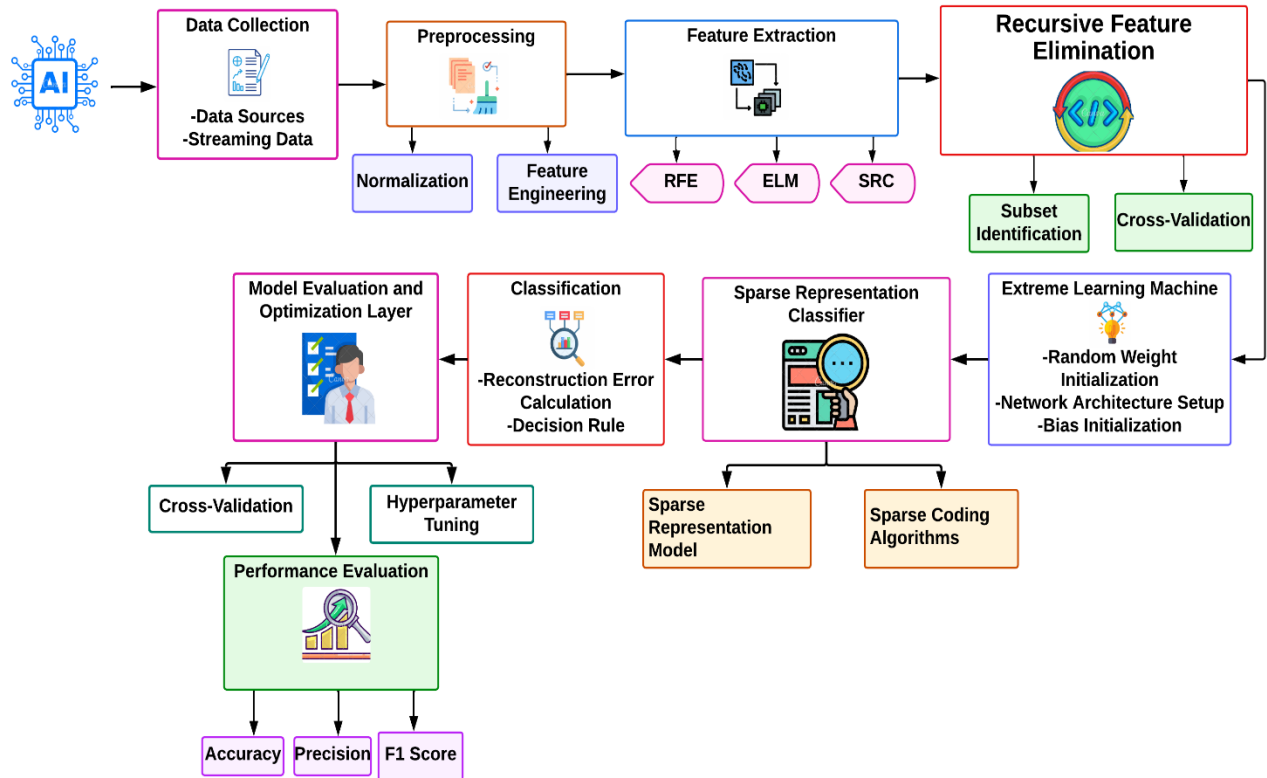 AI
Data Collection
-Data Sources
-Streaming Data
Preprocessing
Normalization
Feature
Engineering
Feature Extraction
RFE
ELM
SRC
Recursive Feature
Elimination
</>
Subset
Identification
Cross-Validation
Extreme Learning Machine
-Random Weight
Initialization
-Network Architecture Setup
-Bias Initialization
Sparse Representation
Classifier
Sparse
Representation
Model
Sparse Coding
Algorithms
Classification
-Reconstruction Error
Calculation
-Decision Rule
Model Evaluation and
Optimization Layer
Cross-Validation
Hyperparameter
Tuning
Performance Evaluation
Accuracy
Precision
F1 Score